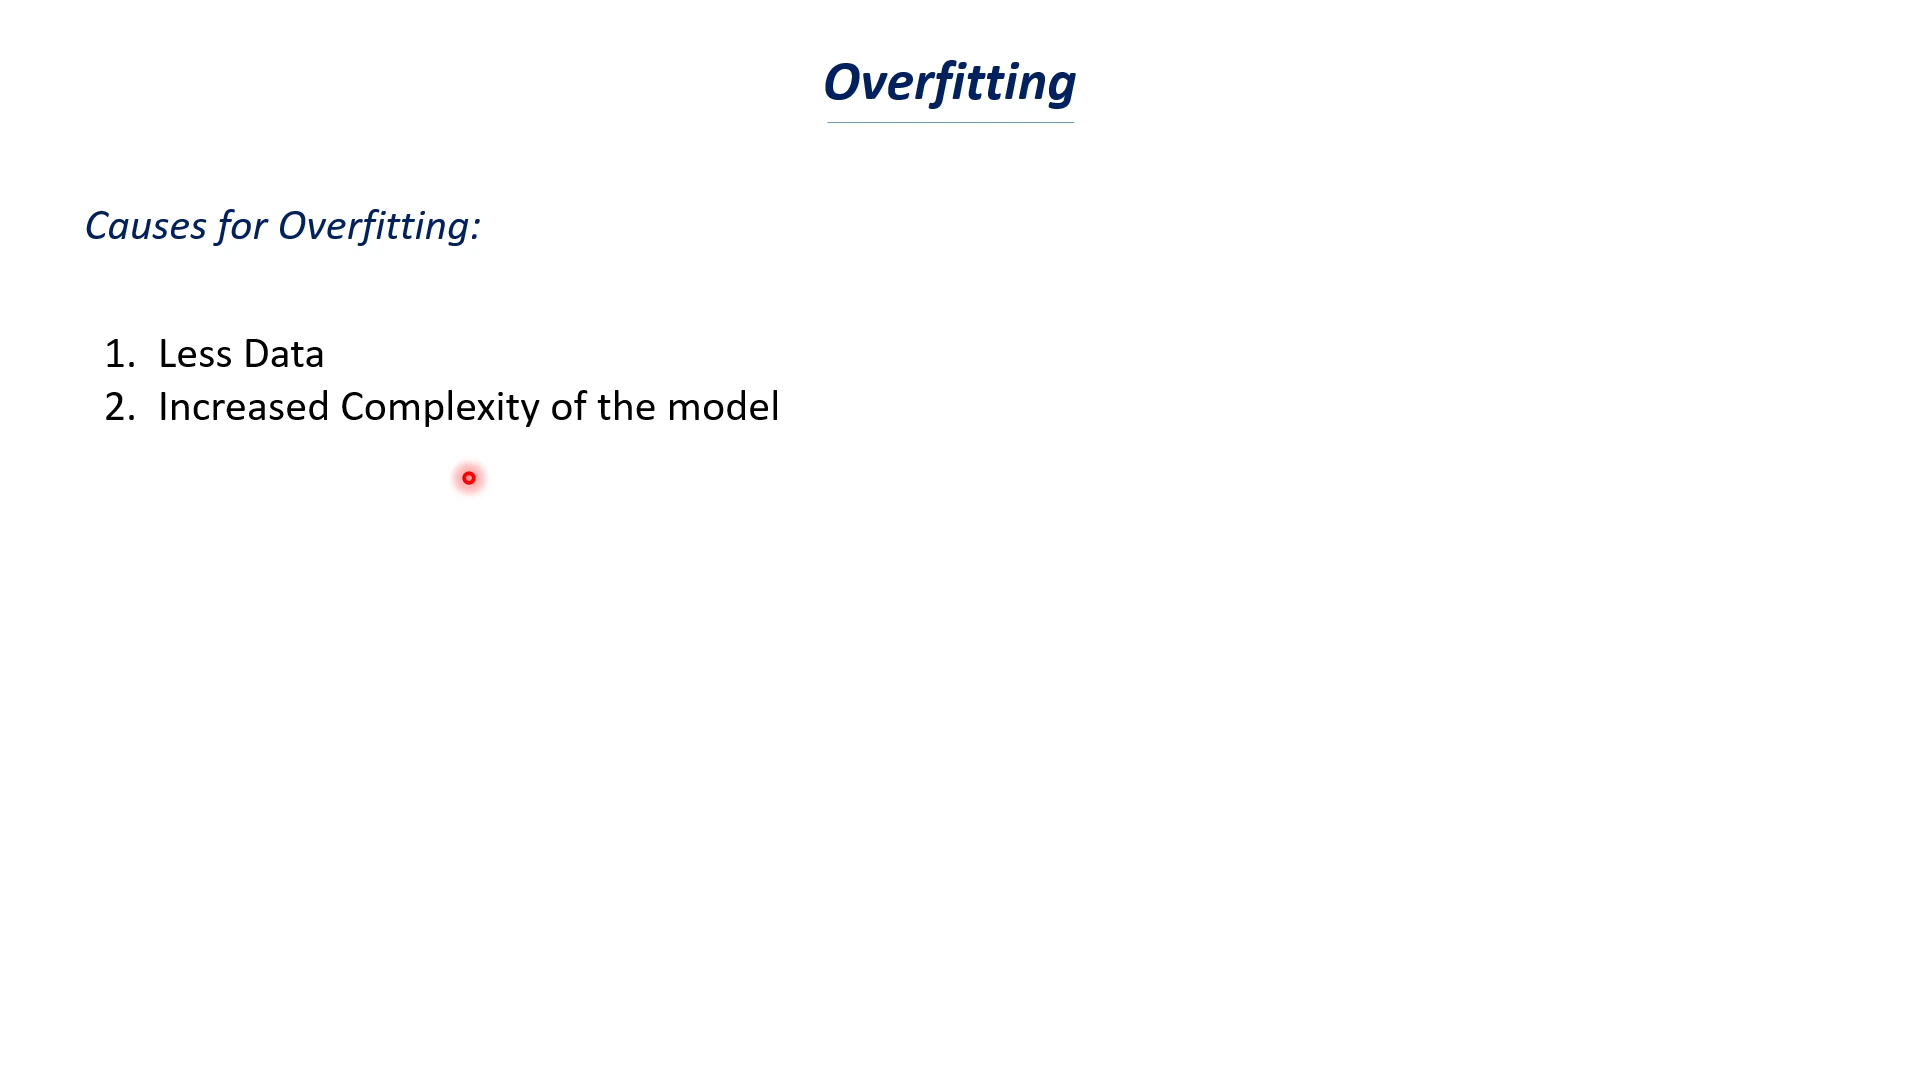 Overfitting
Causes for Overfitting:
1. Less Data
2. Increased Complexity of the model